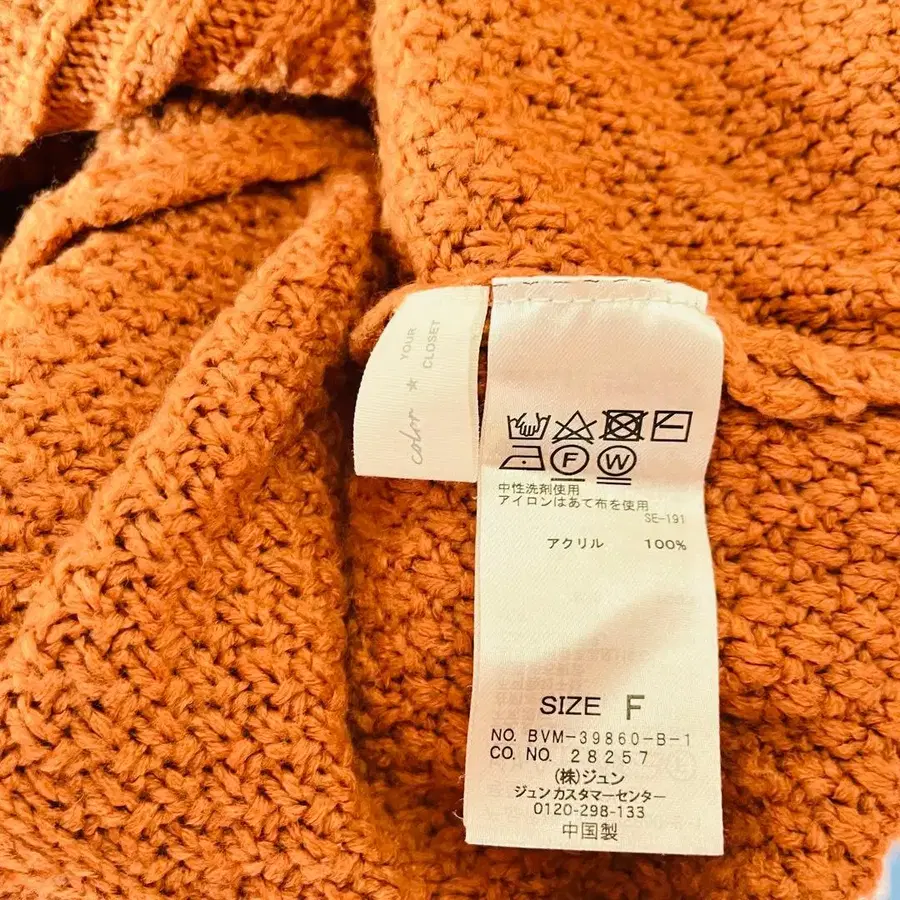 color ★ YOUR CLOSET
F W
中性洗剤使用
アイロンはあて布を使用
SE-191
アクリル 100%
SIZE F
NO. BVM-39860-B-1
CO. NO. 28257
(株)ジュン
ジュン カスタマーセンター
0120-298-133
中国製